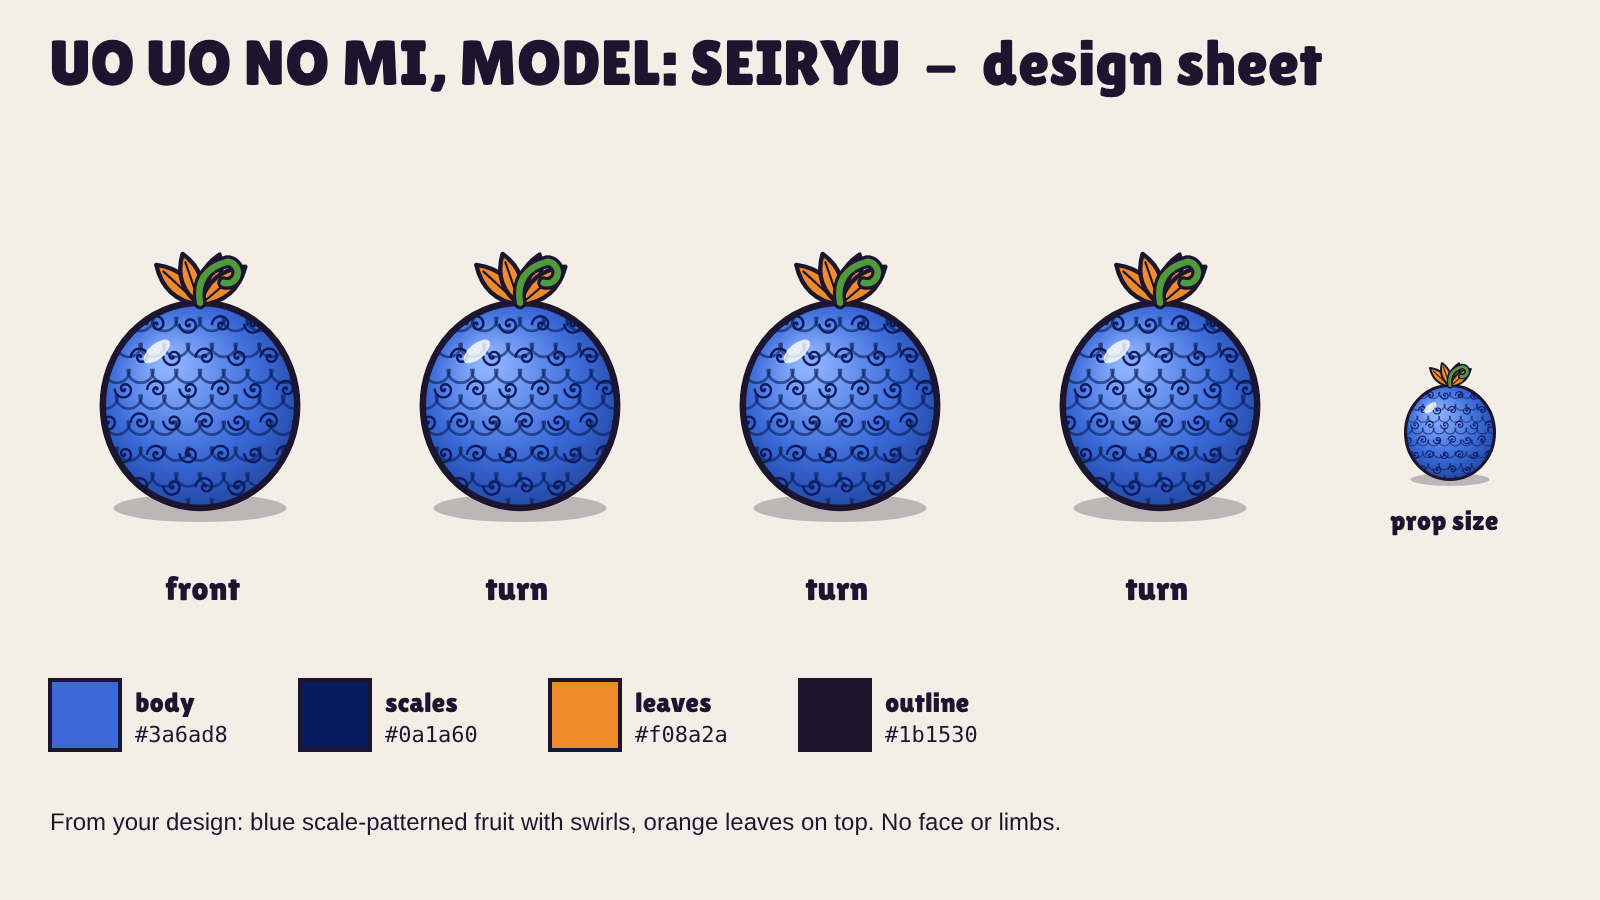 UO UO NO MI, MODEL: SEIRYU – design sheet
prop size
front
turn
turn
turn
body
#3a6ad8
scales
#0a1a60
leaves
#f08a2a
outline
#1b1530
From your design: blue scale-patterned fruit with swirls, orange leaves on top. No face or limbs.